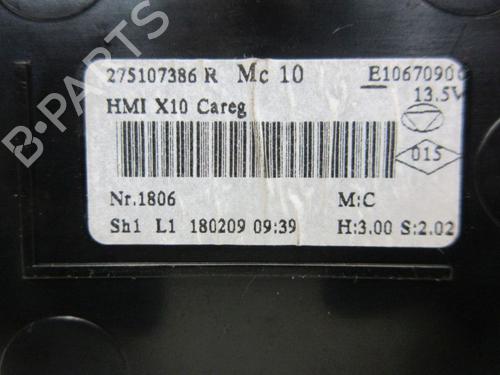 B-PARTS
275107386 R Mc 10 E1067090
13.5V
HMI X10 Careg
015
Nr.1806 M:C
Sh1 L1 180209 09:39 H:3.00 S:2.02